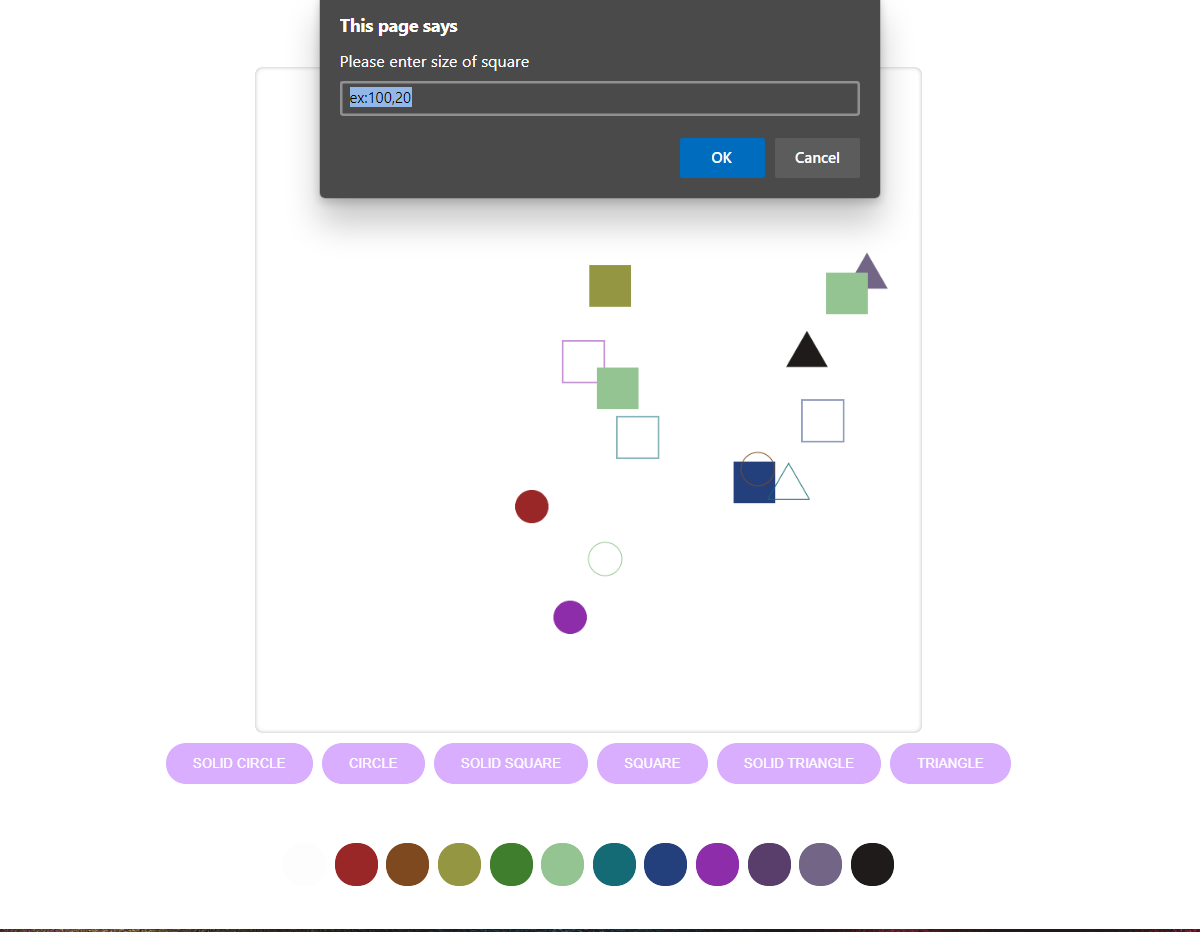 This page says
Please enter size of square
ex:100,20
OK Cancel
SOLID CIRCLE CIRCLE SOLID SQUARE SQUARE SOLID TRIANGLE TRIANGLE